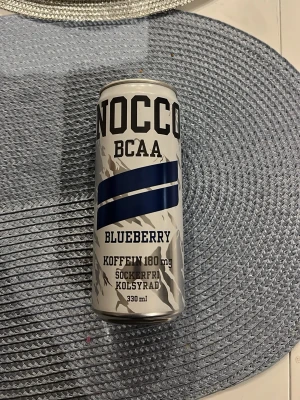 NOCCO
BCAA
BLUEBERRY
KOFFEIN 180 mg
SOCKERFRI
KOLSYRAD
330 ml